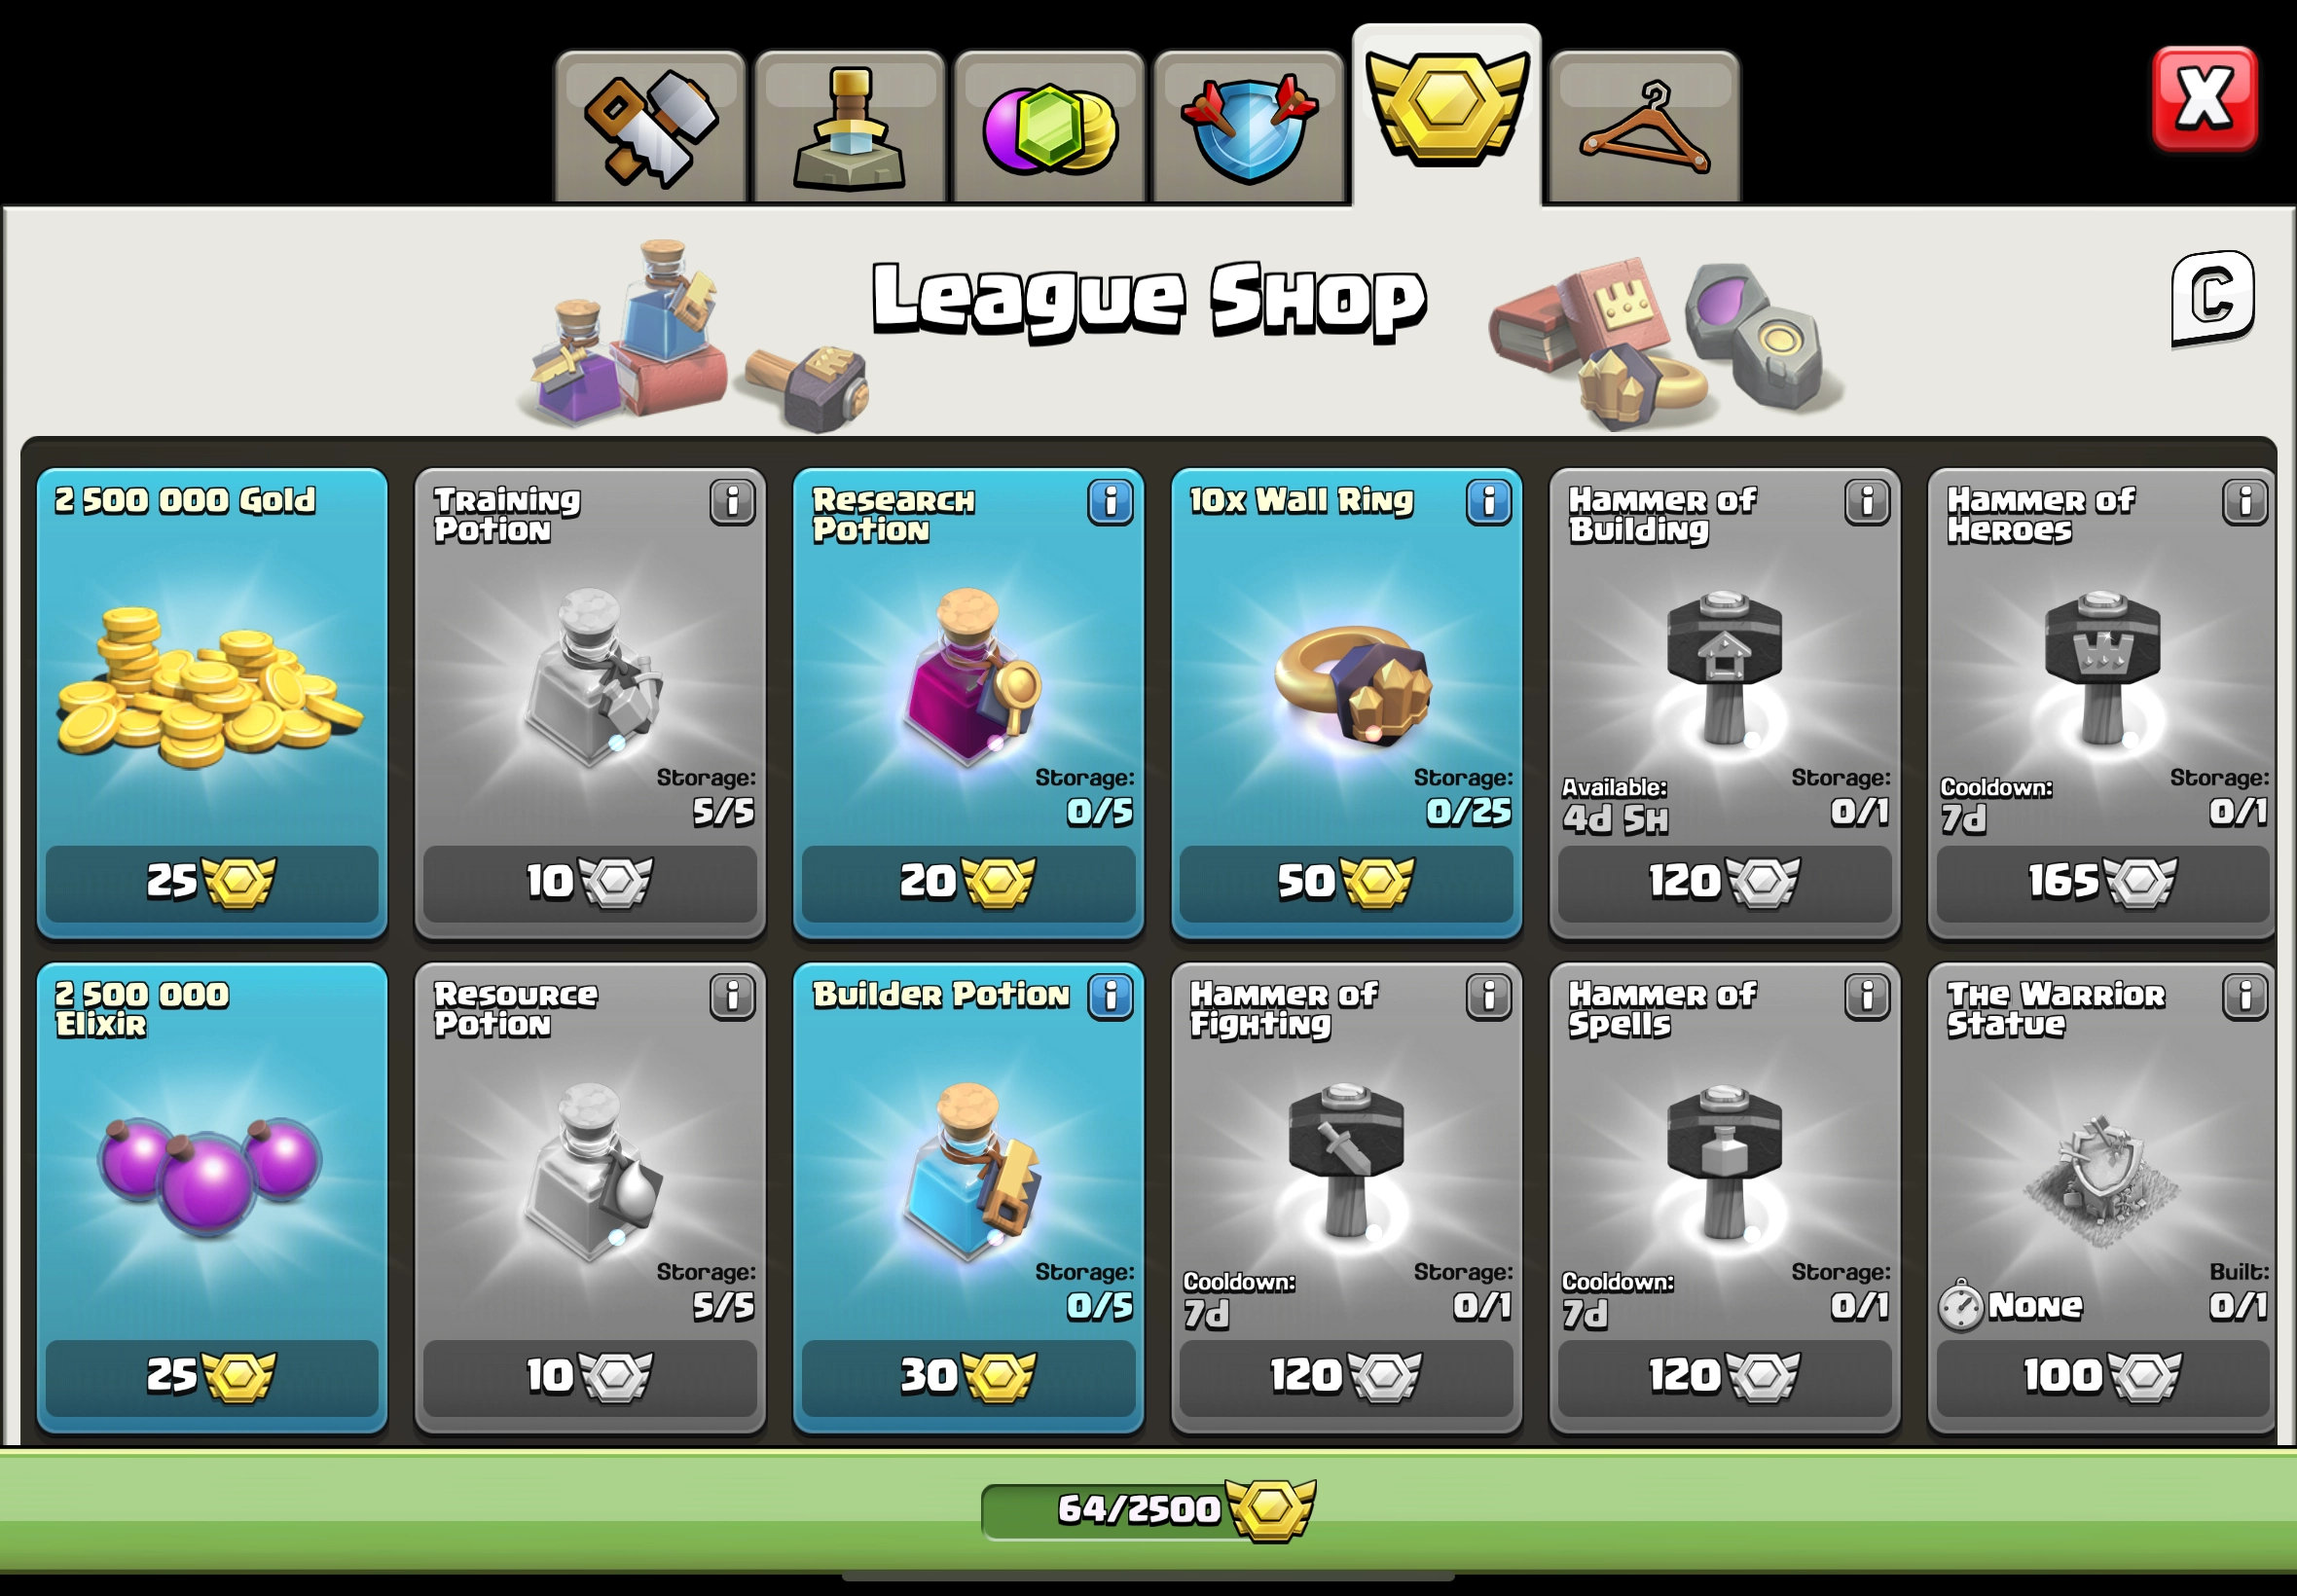 League Shop
C
2 500 000 Gold
25
Training
Potion
i
Storage:
5/5
10
Research
Potion
i
Storage:
0/5
20
10x Wall Ring
i
Storage:
0/25
50
Hammer of
Building
i
Available:
4d 5H
Storage:
0/1
120
Hammer of
Heroes
i
Cooldown:
7d
Storage:
0/1
165
2 500 000
Elixir
25
Resource
Potion
i
Storage:
5/5
10
Builder Potion
i
Storage:
0/5
30
Hammer of
Fighting
i
Cooldown:
7d
Storage:
0/1
120
Hammer of
Spells
i
Cooldown:
7d
Storage:
0/1
120
The Warrior
Statue
i
None
Built:
0/1
100
64/2500
X